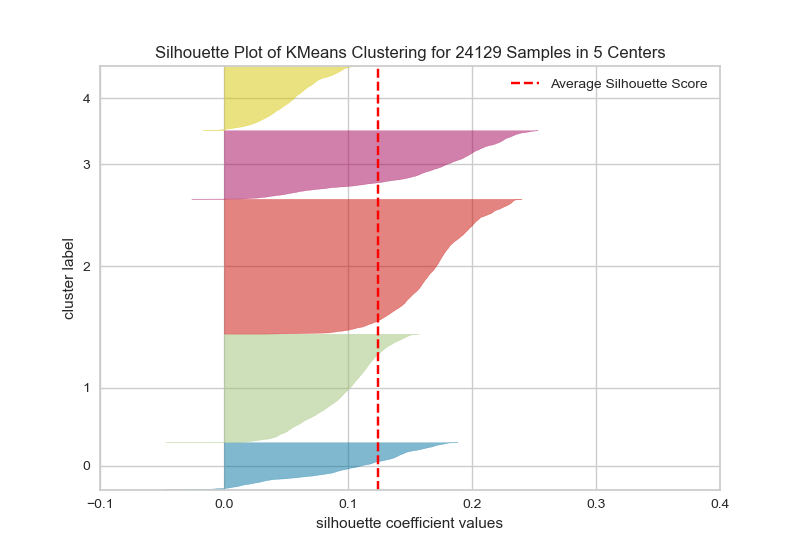 Silhouette Plot of KMeans Clustering for 24129 Samples in 5 Centers
Average Silhouette Score
4
3
2
1
0
cluster label
−0.1 0.0 0.1 0.2 0.3 0.4
silhouette coefficient values